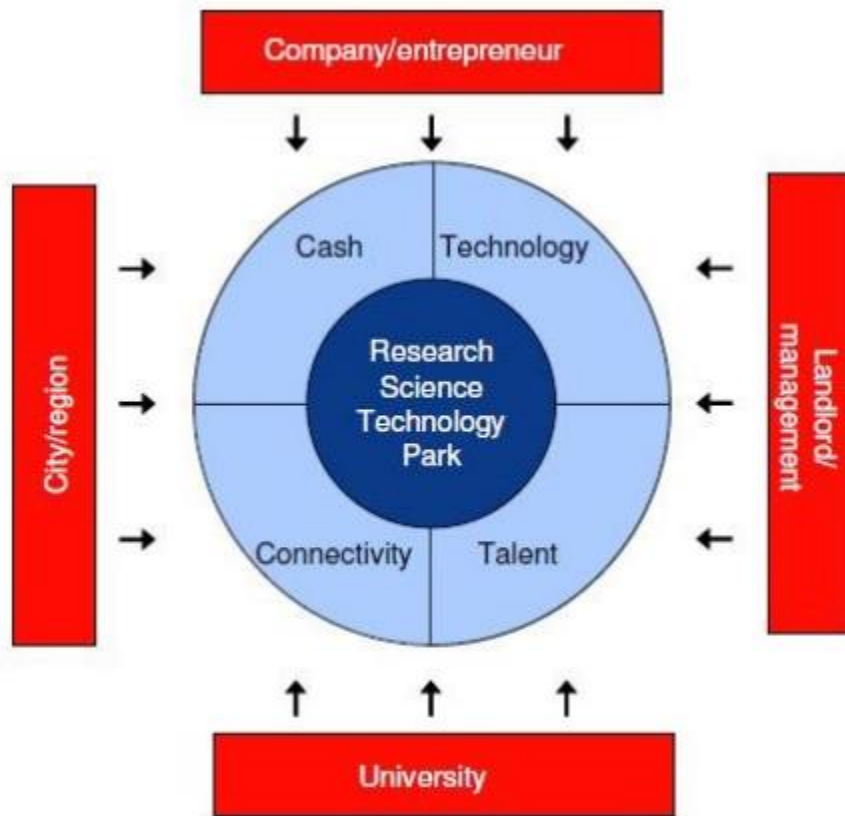 Company/entrepreneur
Cash
Technology
City/region
Research
Science
Technology
Park
Landlord/
management
Connectivity
Talent
University